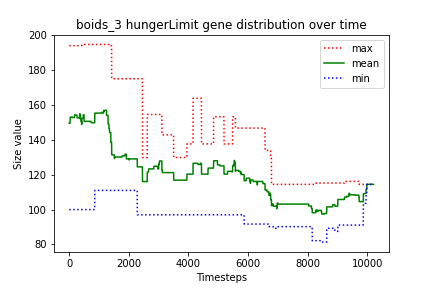 boids_3 hungerLimit gene distribution over time
max
mean
min
Size value
200
180
160
140
120
100
80
0
2000
4000
6000
8000
10000
Timesteps